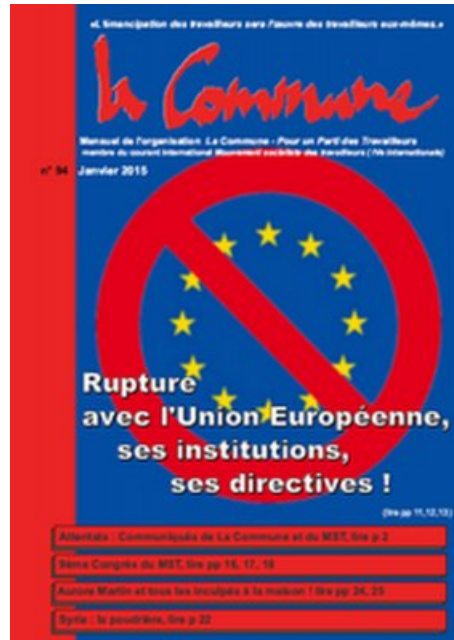 «L'émancipation des travailleurs sera l'œuvre des travailleurs eux-mêmes.»
la Commune
Mensuel de l'organisation La Commune - Pour un Parti des Travailleurs
membre du courant international Mouvement socialiste des travailleurs (IVe Internationale)
n° 94 Janvier 2015
Rupture
avec l'Union Européenne,
ses institutions,
ses directives !
(lire pp 11,12,13)
Attentats : Communiqués de La Commune et du MST, lire p 2
9ème Congrès du MST, lire pp 16, 17, 18
Aurore Martin et tous les inculpés à la maison ! lire pp 24, 25
Syrie : la poudrière, lire p 22